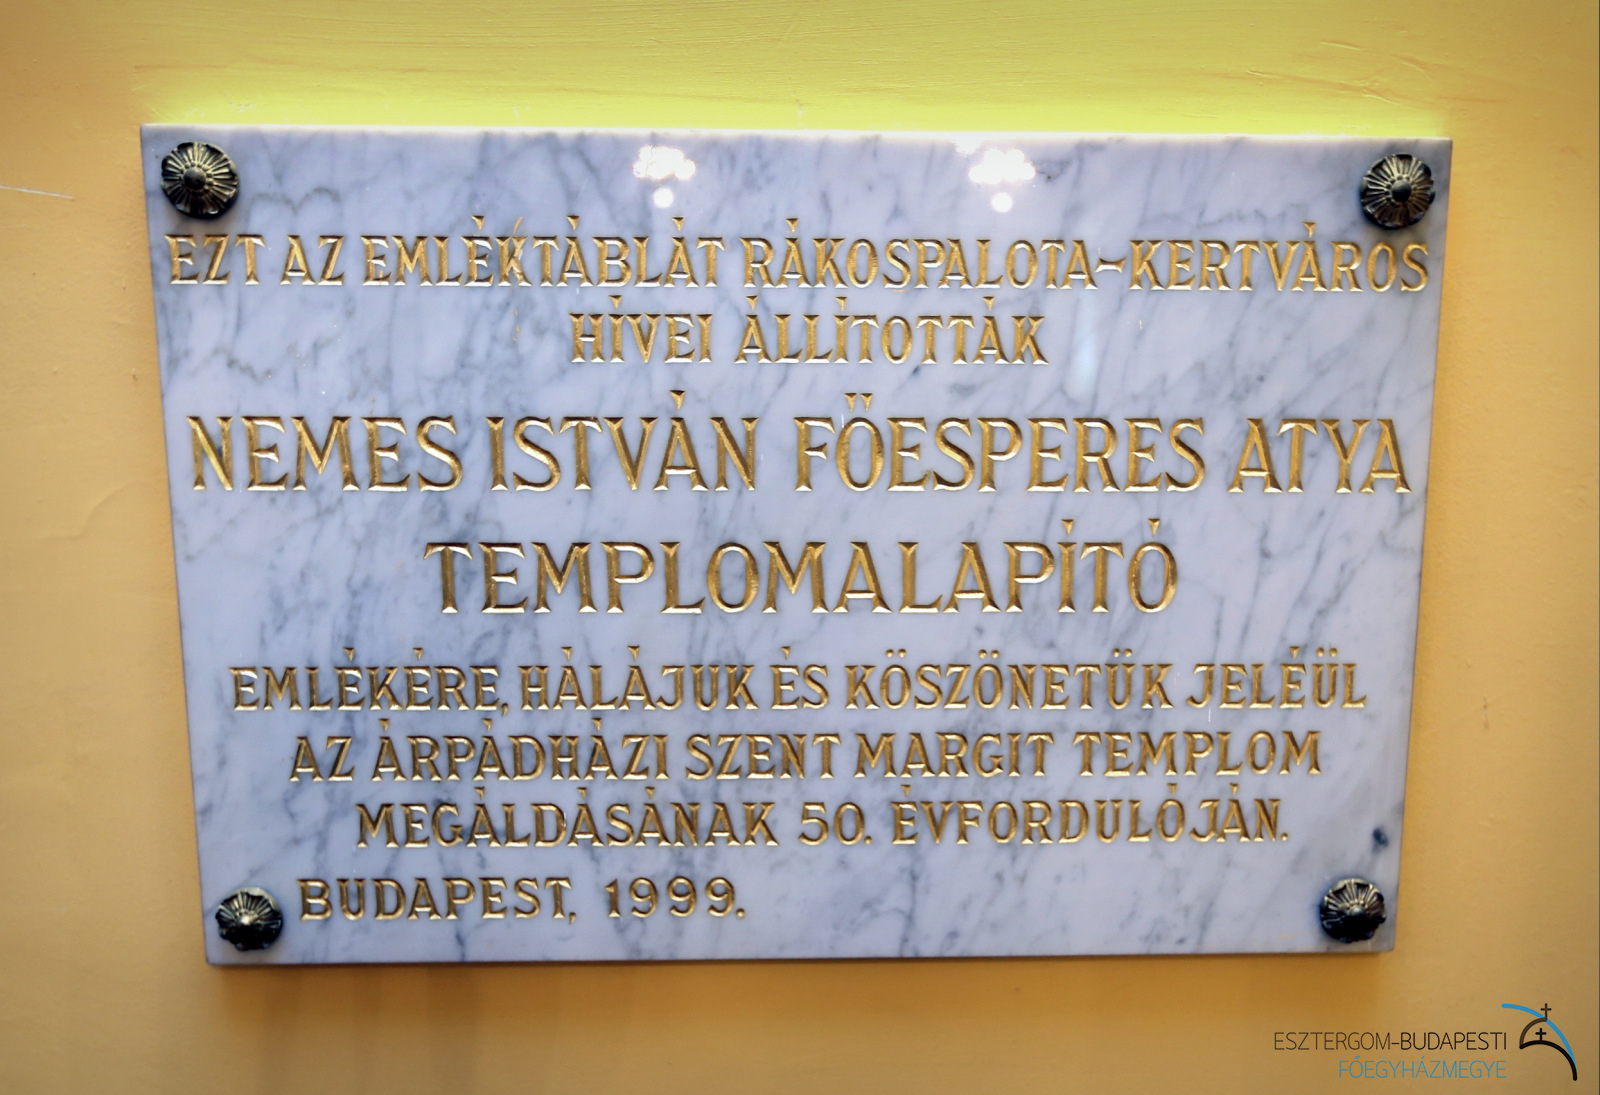 EZT AZ EMLÉKTÁBLÁT RÁKOSPALOTA-KERTVÁROS
HÍVEI ÁLLÍTOTTÁK
NEMES ISTVÁN FŐESPERES ATYA
TEMPLOMALAPÍTÓ
EMLÉKÉRE, HÁLÁJUK ÉS KÖSZÖNETÜK JELÉÜL
AZ ÁRPÁDHÁZI SZENT MARGIT TEMPLOM
MEGÁLDÁSÁNAK 50. ÉVFORDULÓJÁN.
BUDAPEST, 1999.
ESZTERGOM-BUDAPESTI
FŐEGYHÁZMEGYE